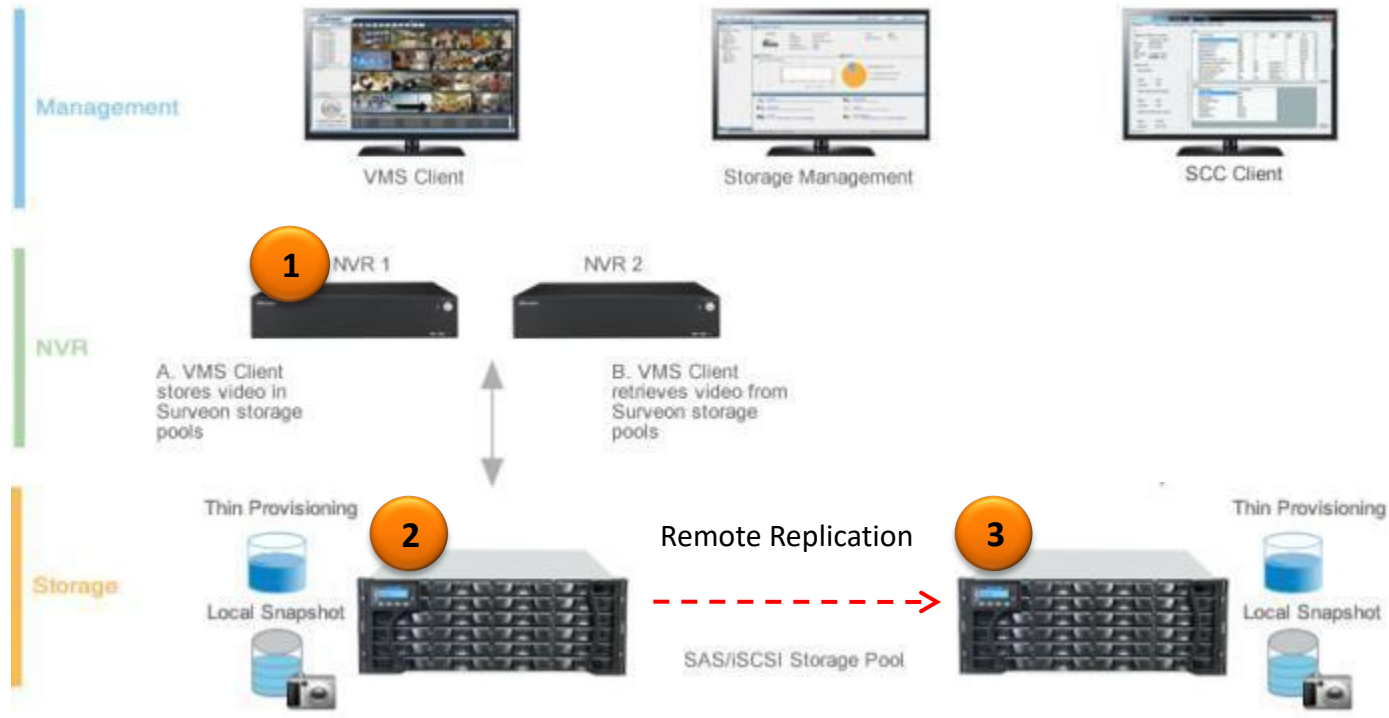 Management
VMS Client
Storage Management
SCC Client
1
NVR 1
NVR 2
NVR
A. VMS Client
stores video in
Surveon storage
pools
B. VMS Client
retrieves video from
Surveon storage
pools
Storage
Thin Provisioning
Local Snapshot
2
Remote Replication
SAS/iSCSI Storage Pool
3
Thin Provisioning
Local Snapshot